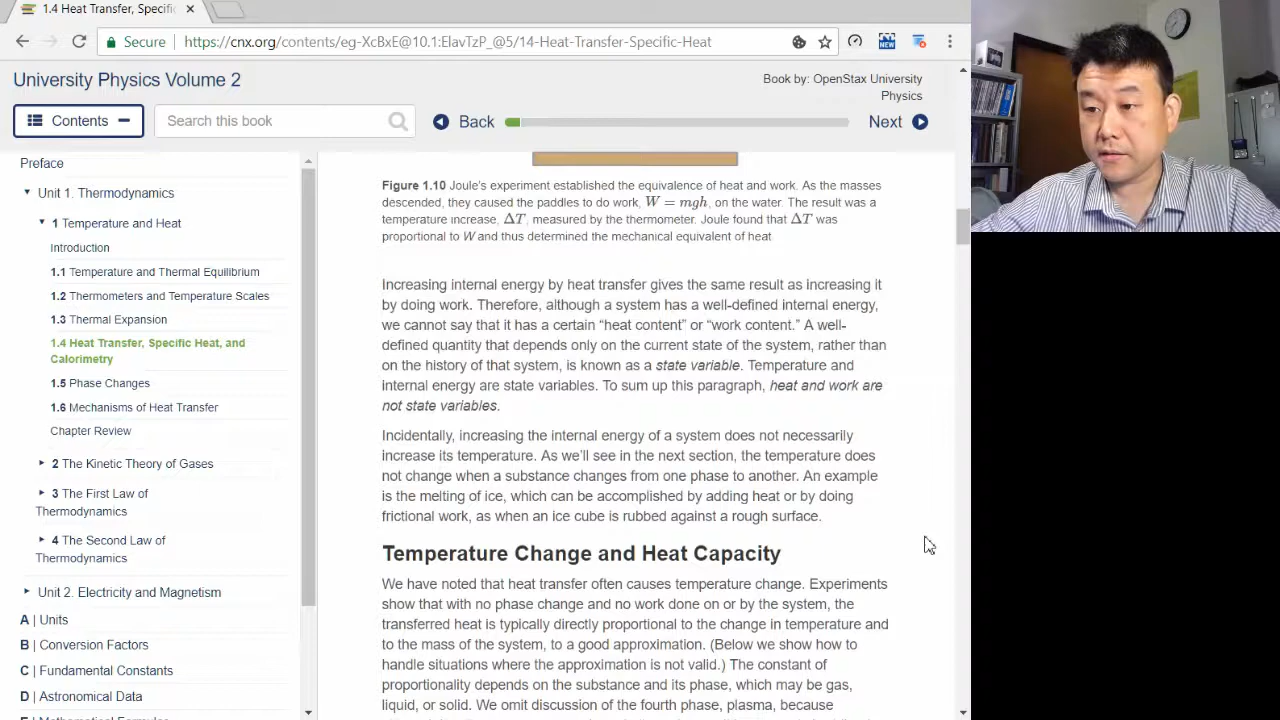 1.4 Heat Transfer, Specifi
Secure
https://cnx.org/contents/eg-XcBxE@10.1:ElavTzP_@5/14-Heat-Transfer-Specific-Heat
NEW
University Physics Volume 2
Book by: OpenStax University
Physics
Contents
Search this book
Back
Next
Preface
Unit 1. Thermodynamics
1 Temperature and Heat
Introduction
1.1 Temperature and Thermal Equilibrium
1.2 Thermometers and Temperature Scales
1.3 Thermal Expansion
1.4 Heat Transfer, Specific Heat, and
Calorimetry
1.5 Phase Changes
1.6 Mechanisms of Heat Transfer
Chapter Review
2 The Kinetic Theory of Gases
3 The First Law of
Thermodynamics
4 The Second Law of
Thermodynamics
Unit 2. Electricity and Magnetism
A | Units
B | Conversion Factors
C | Fundamental Constants
D | Astronomical Data
Figure 1.10 Joule's experiment established the equivalence of heat and work. As the masses
descended, they caused the paddles to do work, W = mgh, on the water. The result was a
temperature increase, ΔT, measured by the thermometer. Joule found that ΔT was
proportional to W and thus determined the mechanical equivalent of heat
Increasing internal energy by heat transfer gives the same result as increasing it
by doing work. Therefore, although a system has a well-defined internal energy,
we cannot say that it has a certain “heat content” or “work content.” A well-
defined quantity that depends only on the current state of the system, rather than
on the history of that system, is known as a state variable. Temperature and
internal energy are state variables. To sum up this paragraph, heat and work are
not state variables.
Incidentally, increasing the internal energy of a system does not necessarily
increase its temperature. As we’ll see in the next section, the temperature does
not change when a substance changes from one phase to another. An example
is the melting of ice, which can be accomplished by adding heat or by doing
frictional work, as when an ice cube is rubbed against a rough surface.
Temperature Change and Heat Capacity
We have noted that heat transfer often causes temperature change. Experiments
show that with no phase change and no work done on or by the system, the
transferred heat is typically directly proportional to the change in temperature and
to the mass of the system, to a good approximation. (Below we show how to
handle situations where the approximation is not valid.) The constant of
proportionality depends on the substance and its phase, which may be gas,
liquid, or solid. We omit discussion of the fourth phase, plasma, because